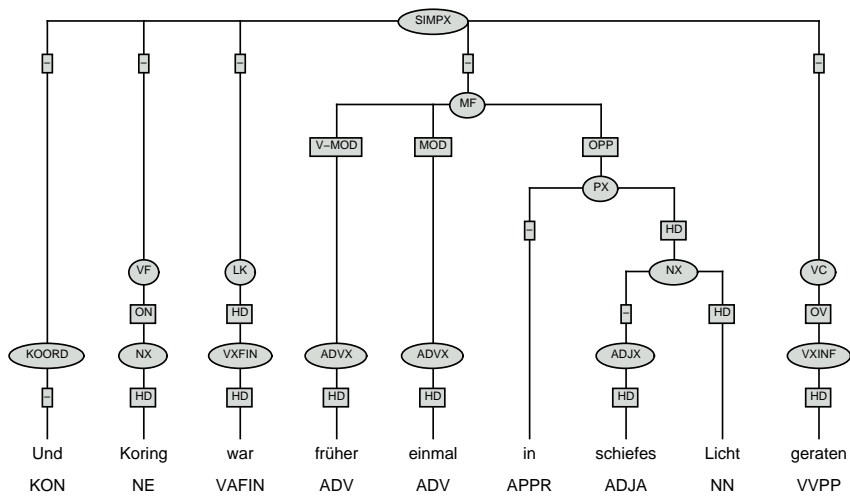 SIMPX
– – – – –
MF
V–MOD MOD OPP
PX
– HD
VF LK NX VC
ON HD – HD OV
KOORD NX VXFIN ADVX ADVX ADJX VXINF
– HD HD HD HD HD HD
Und Koring war früher einmal in schiefes Licht geraten
KON NE VAFIN ADV ADV APPR ADJA NN VVPP